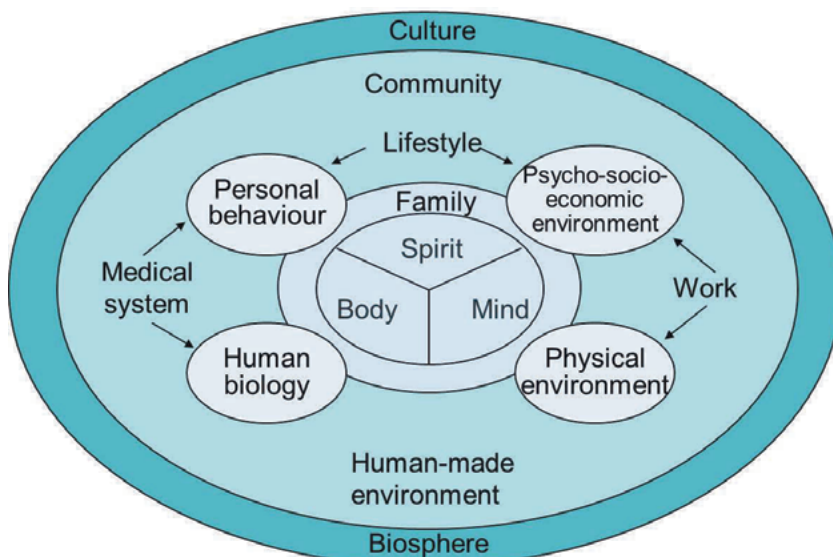 Culture
Community
Lifestyle
Personal
behaviour
Psycho-socio-
economic
environment
Family
Spirit
Body
Mind
Medical
system
Work
Human
biology
Physical
environment
Human-made
environment
Biosphere